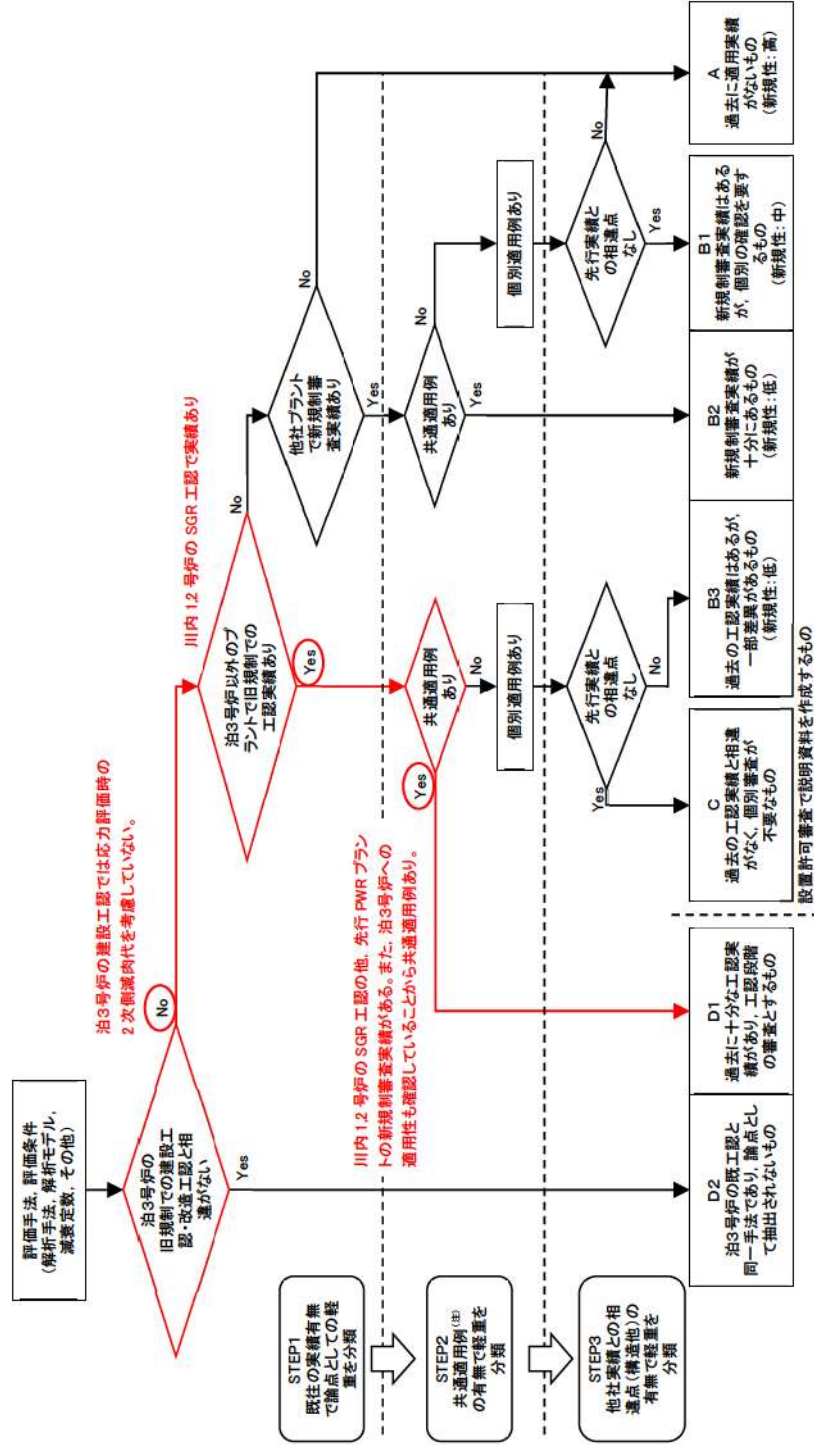 評価手法, 評価条件
(解析手法, 解析モデル,
減衰定数, その他)
泊3号炉の
旧規制での建設工
認・改造工認と相
違がない
No
Yes
泊3号炉の建設工認では応力評価時の
2次側減肉代を考慮していない。
泊3号炉以外のプ
ラントで旧規制での
工認実績あり
No
Yes
川内 1,2 号炉の SGR 工認で実績あり
他社プラント
で新規制審
査実績あり
No
Yes
STEP1
既往の実績有無
で論点としての軽
重を分類
川内 1,2 号炉の SGR 工認の他, 先行 PWR プラン
トの新規制審査実績がある。また, 泊3号炉への
適用性も確認していることから共通適用例あり。
STEP2
共通適用例(注)
の有無で軽重を
分類
共通適用例
あり
Yes
No
個別適用例あり
共通適用例
あり
No
Yes
個別適用例あり
STEP3
他社実績との相
違点(構造他)の
有無で軽重を
分類
先行実績と
の相違点
なし
Yes
No
先行実績と
の相違点
なし
No
Yes
D2
泊3号炉の既工認と
同一手法であり, 論点とし
て抽出されないもの
D1
過去に十分な工認実
績があり, 工認段階
の審査とするもの
C
過去の工認実績と相違
がなく, 個別審査が
不要なもの
B3
過去の工認実績はあるが,
一部差異があるもの
(新規性:低)
B2
新規制審査実績が
十分にあるもの
(新規性:低)
B1
新規制審査実績はある
が, 個別の確認を要す
るもの
(新規性:中)
A
過去に適用実績
がないもの
(新規性:高)
設置許可審査で説明資料を作成するもの